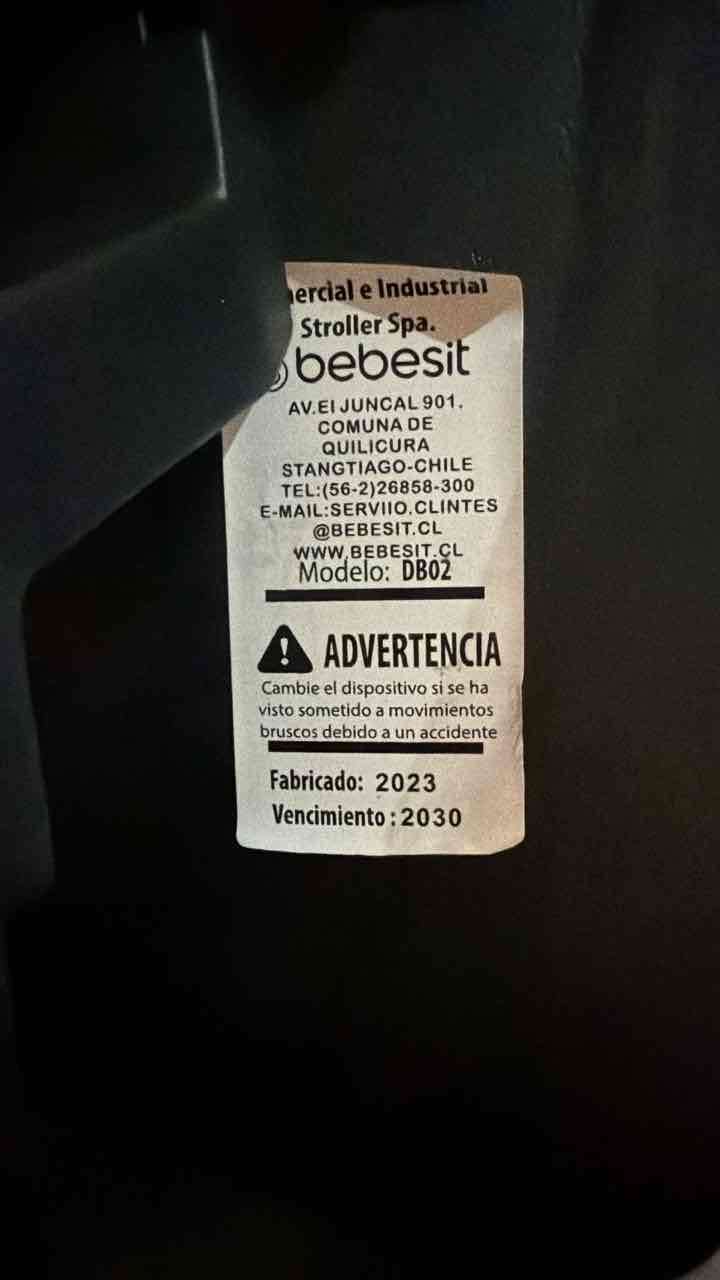 ercial e Industrial
Stroller Spa.
bebesit
AV.EI JUNCAL 901.
COMUNA DE
QUILICURA
STANGTIAGO-CHILE
TEL:(56-2)26858-300
E-MAIL:SERVIIO.CLINTES
@BEBESIT.CL
WWW.BEBESIT.CL
Modelo: DB02
ADVERTENCIA
Cambie el dispositivo si se ha
visto sometido a movimientos
bruscos debido a un accidente
Fabricado: 2023
Vencimiento : 2030